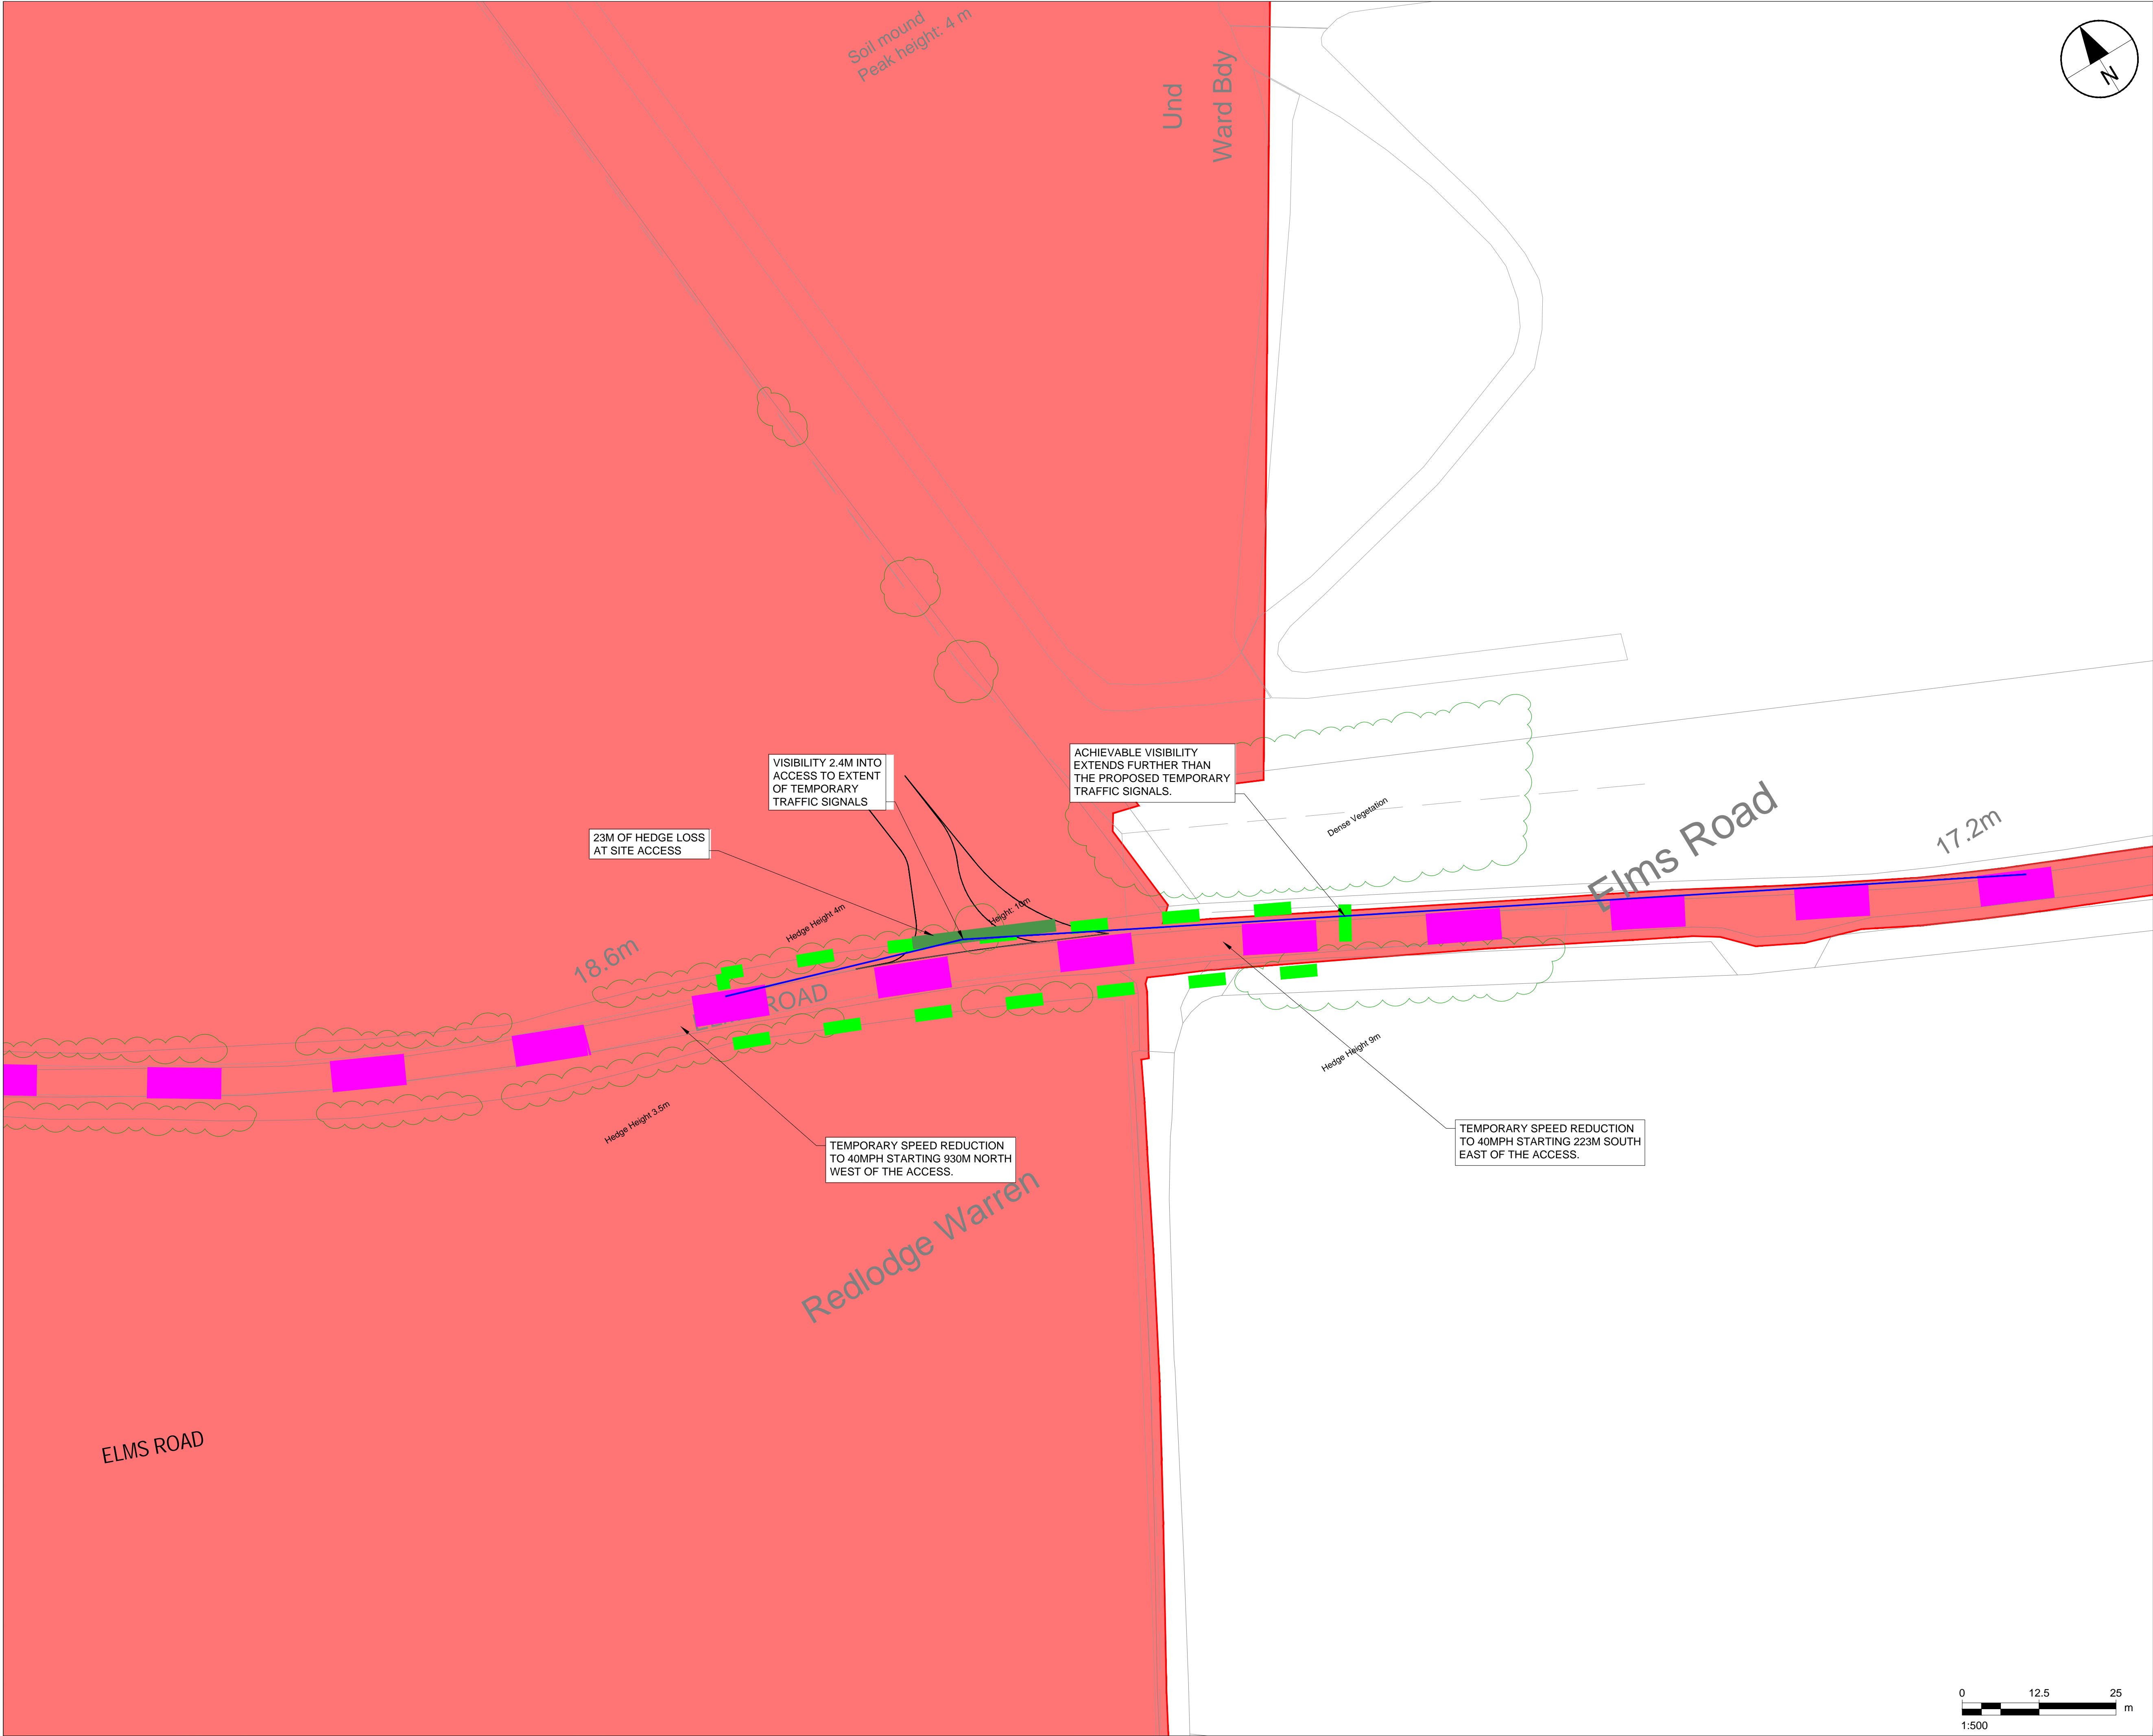 Soil mound
Peak height: 4 m
Und
Ward Bdy
N
VISIBILITY 2.4M INTO
ACCESS TO EXTENT
OF TEMPORARY
TRAFFIC SIGNALS
ACHIEVABLE VISIBILITY
EXTENDS FURTHER THAN
THE PROPOSED TEMPORARY
TRAFFIC SIGNALS.
23M OF HEDGE LOSS
AT SITE ACCESS
Dense Vegetation
Elms Road
17.2m
Hedge Height 4m
Height: 10m
18.6m
ROAD
Hedge Height 9m
Hedge Height 3.5m
TEMPORARY SPEED REDUCTION
TO 40MPH STARTING 930M NORTH
WEST OF THE ACCESS.
TEMPORARY SPEED REDUCTION
TO 40MPH STARTING 223M SOUTH
EAST OF THE ACCESS.
Redlodge Warren
ELMS ROAD
0 12.5 25
m
1:500